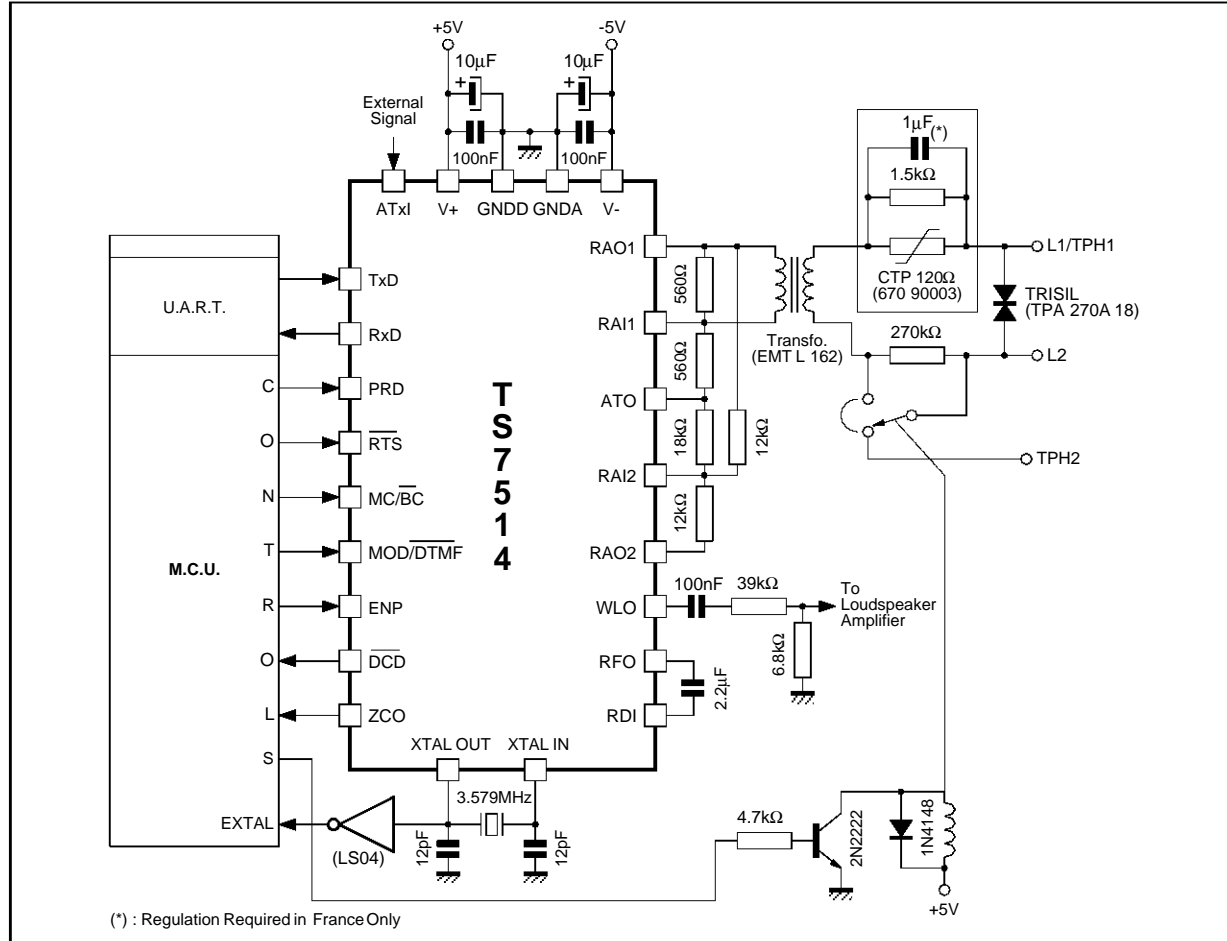 +5V
-5V
10µF
10µF
+
+
External
Signal
100nF
100nF
1µF
(*)
1.5kΩ
CTP 120Ω
(670 90003)
L1/TPH1
TRISIL
(TPA 270A 18)
270kΩ
L2
TPH2
ATxI
V+
GNDD
GNDA
V-
RAO1
RAI1
ATO
RAI2
RAO2
WLO
RFO
RDI
560Ω
560Ω
18kΩ
12kΩ
12kΩ
Transfo.
(EMT L 162)
100nF
39kΩ
To
Loudspeaker
Amplifier
6.8kΩ
2.2µF
U.A.R.T.
M.C.U.
C
O
N
T
R
O
L
S
EXTAL
TxD
RxD
PRD
RTS
MC/BC
MOD/DTMF
ENP
DCD
ZCO
TS7514
XTAL OUT
XTAL IN
3.579MHz
(LS04)
12pF
12pF
4.7kΩ
2N2222
1N4148
+5V
(*) : Regulation Required in France Only